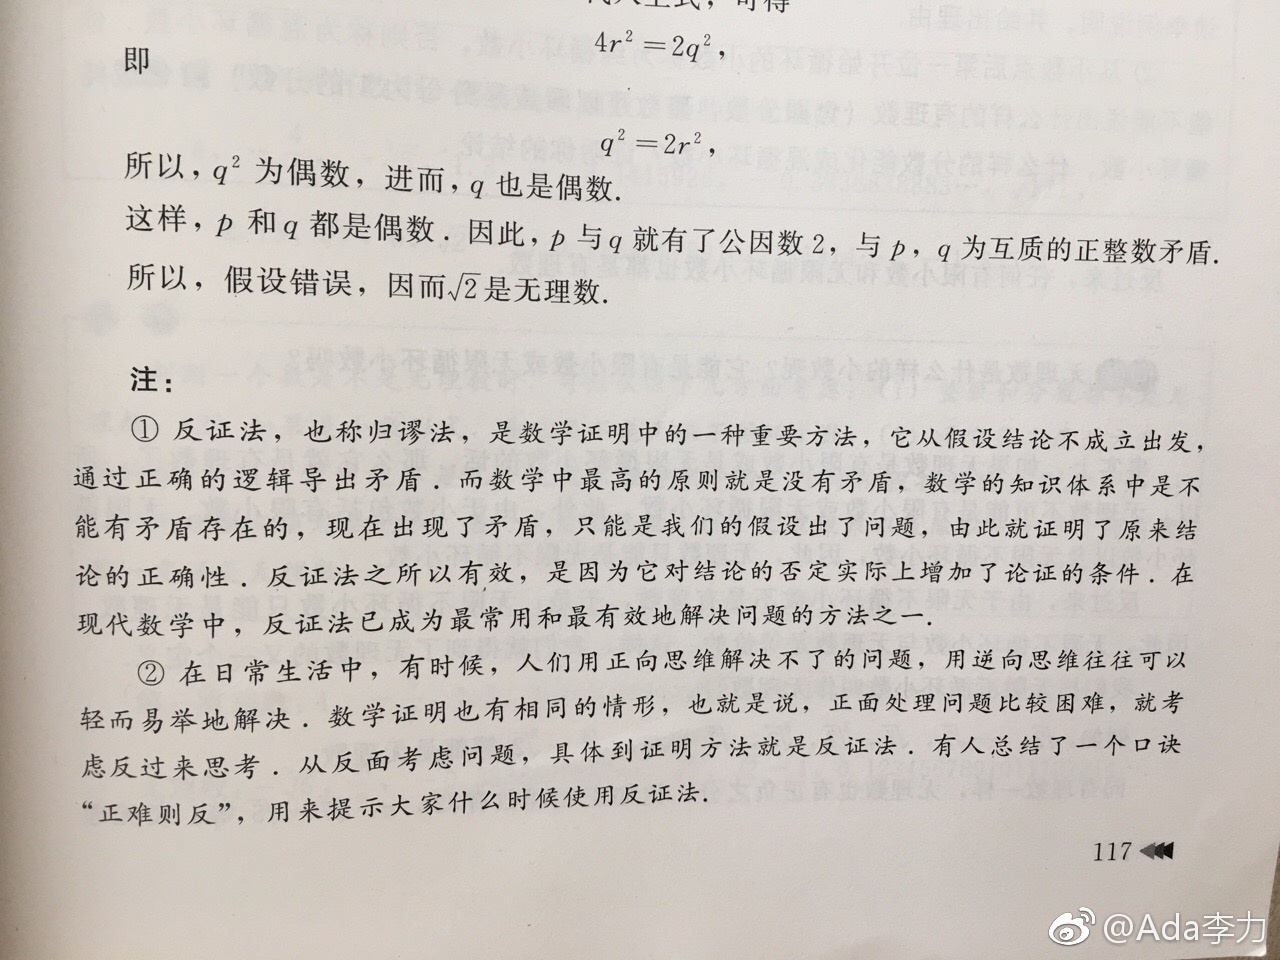 代入上式，可得
4r²＝2q²，
即
q²＝2r²，
所以，q² 为偶数，进而，q 也是偶数．
这样，p 和 q 都是偶数．因此，p 与 q 就有了公因数 2，与 p，q 为互质的正整数矛盾．
所以，假设错误，因而√2是无理数．
注：
① 反证法，也称归谬法，是数学证明中的一种重要方法，它从假设结论不成立出发，
通过正确的逻辑导出矛盾．而数学中最高的原则就是没有矛盾，数学的知识体系中是不
能有矛盾存在的，现在出现了矛盾，只能是我们的假设出了问题，由此就证明了原来结
论的正确性．反证法之所以有效，是因为它对结论的否定实际上增加了论证的条件．在
现代数学中，反证法已成为最常用和最有效地解决问题的方法之一．
② 在日常生活中，有时候，人们用正向思维解决不了的问题，用逆向思维往往可以
轻而易举地解决．数学证明也有相同的情形，也就是说，正面处理问题比较困难，就考
虑反过来思考．从反面考虑问题，具体到证明方法就是反证法．有人总结了一个口诀
“正难则反”，用来提示大家什么时候使用反证法．
117
@Ada李力